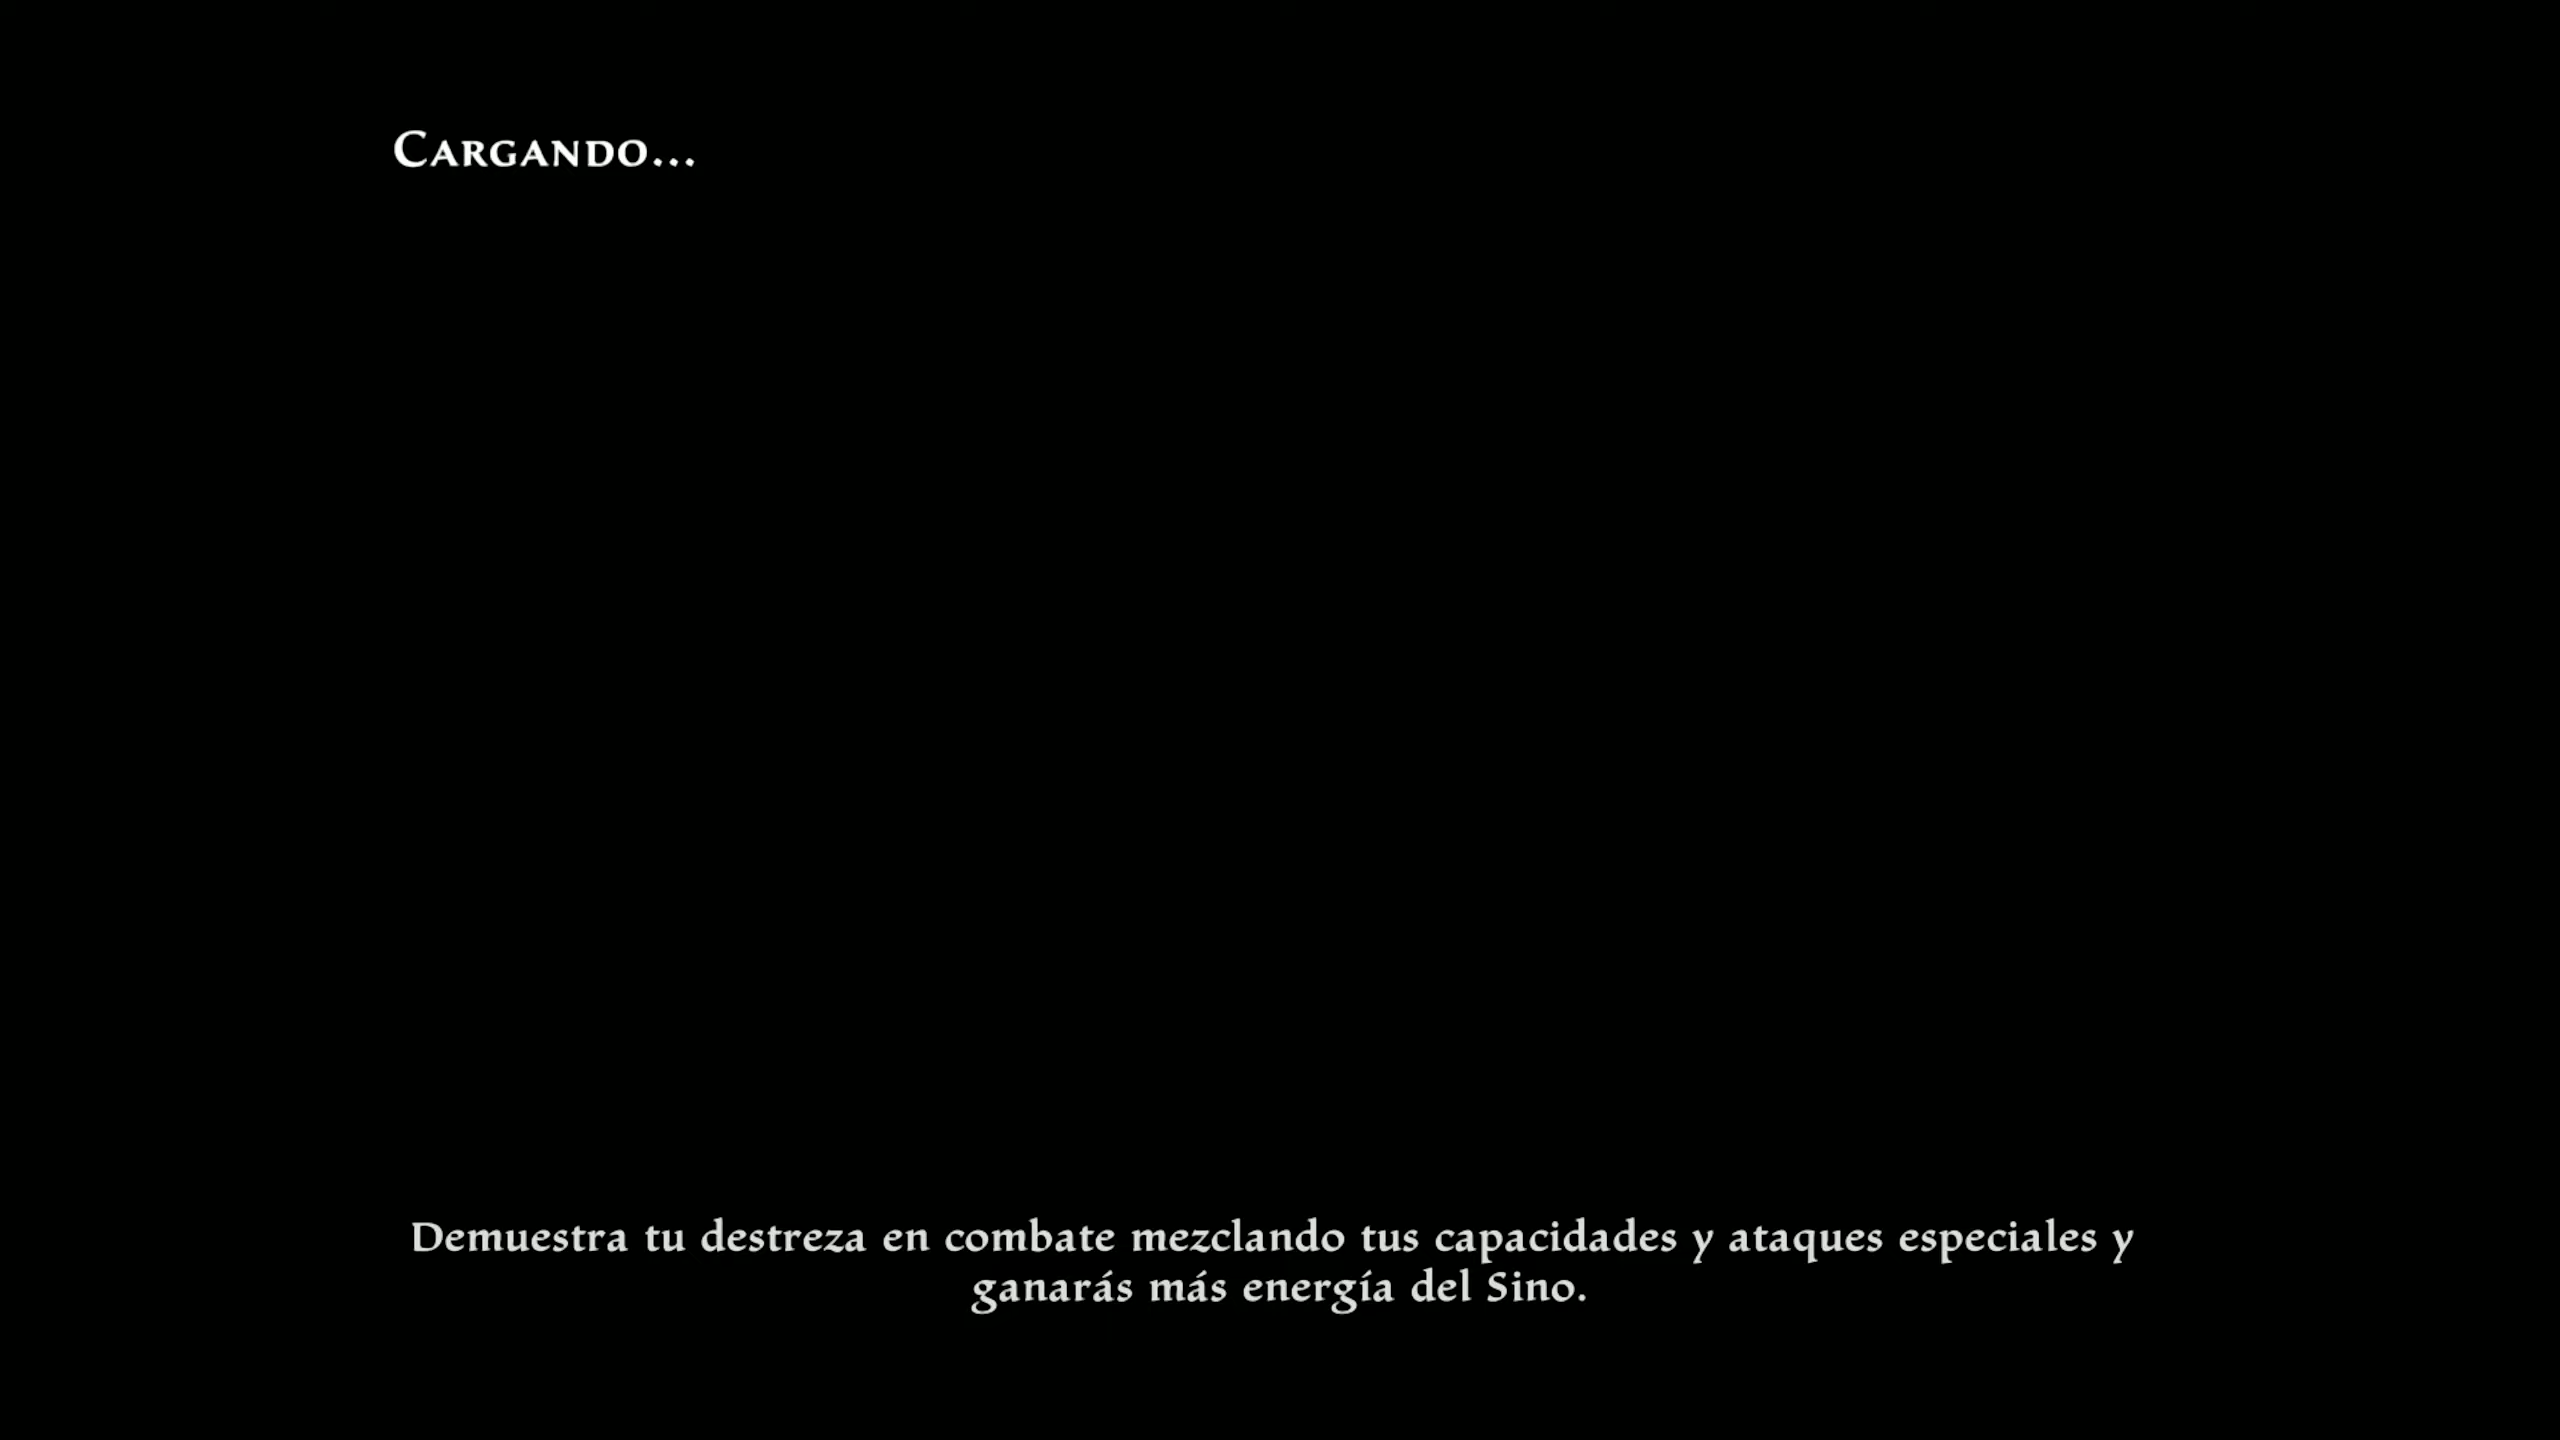 Cargando...
Demuestra tu destreza en combate mezclando tus capacidades y ataques especiales y
ganarás más energía del Sino.